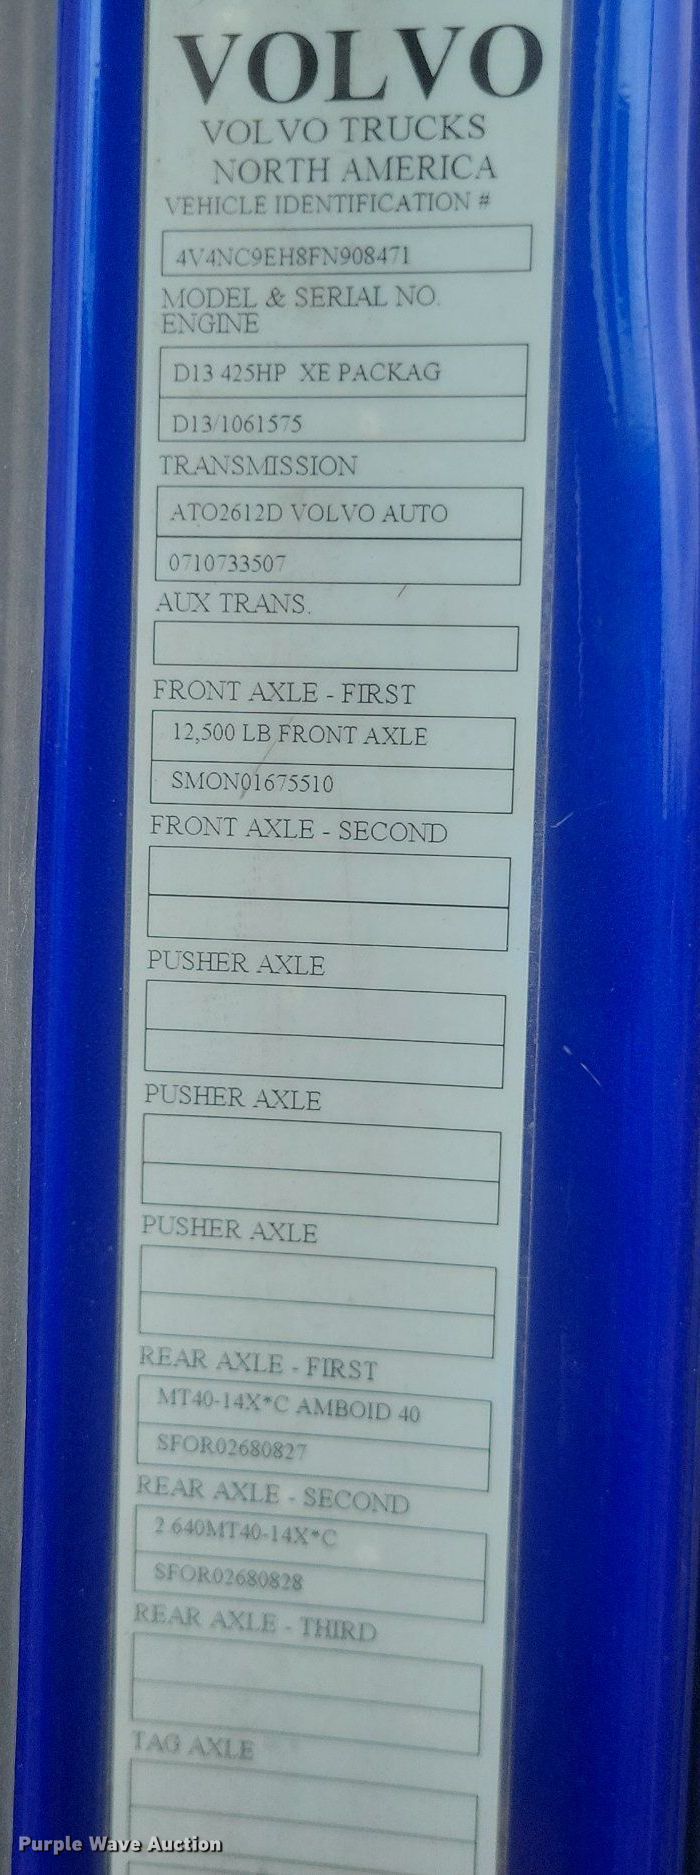 VOLVO
VOLVO TRUCKS
NORTH AMERICA
VEHICLE IDENTIFICATION #
4V4NC9EH8FN908471
MODEL & SERIAL NO.
ENGINE
D13 425HP XE PACKAG
D13/1061575
TRANSMISSION
ATO2612D VOLVO AUTO
0710733507
AUX TRANS.
FRONT AXLE - FIRST
12,500 LB FRONT AXLE
SMON01675510
FRONT AXLE - SECOND
PUSHER AXLE
PUSHER AXLE
PUSHER AXLE
REAR AXLE - FIRST
MT40-14X*C AMBOID 40
SFOR02680827
REAR AXLE - SECOND
2.640MT40-14X*C
SFOR02680828
REAR AXLE - THIRD
TAG AXLE
Purple Wave Auction